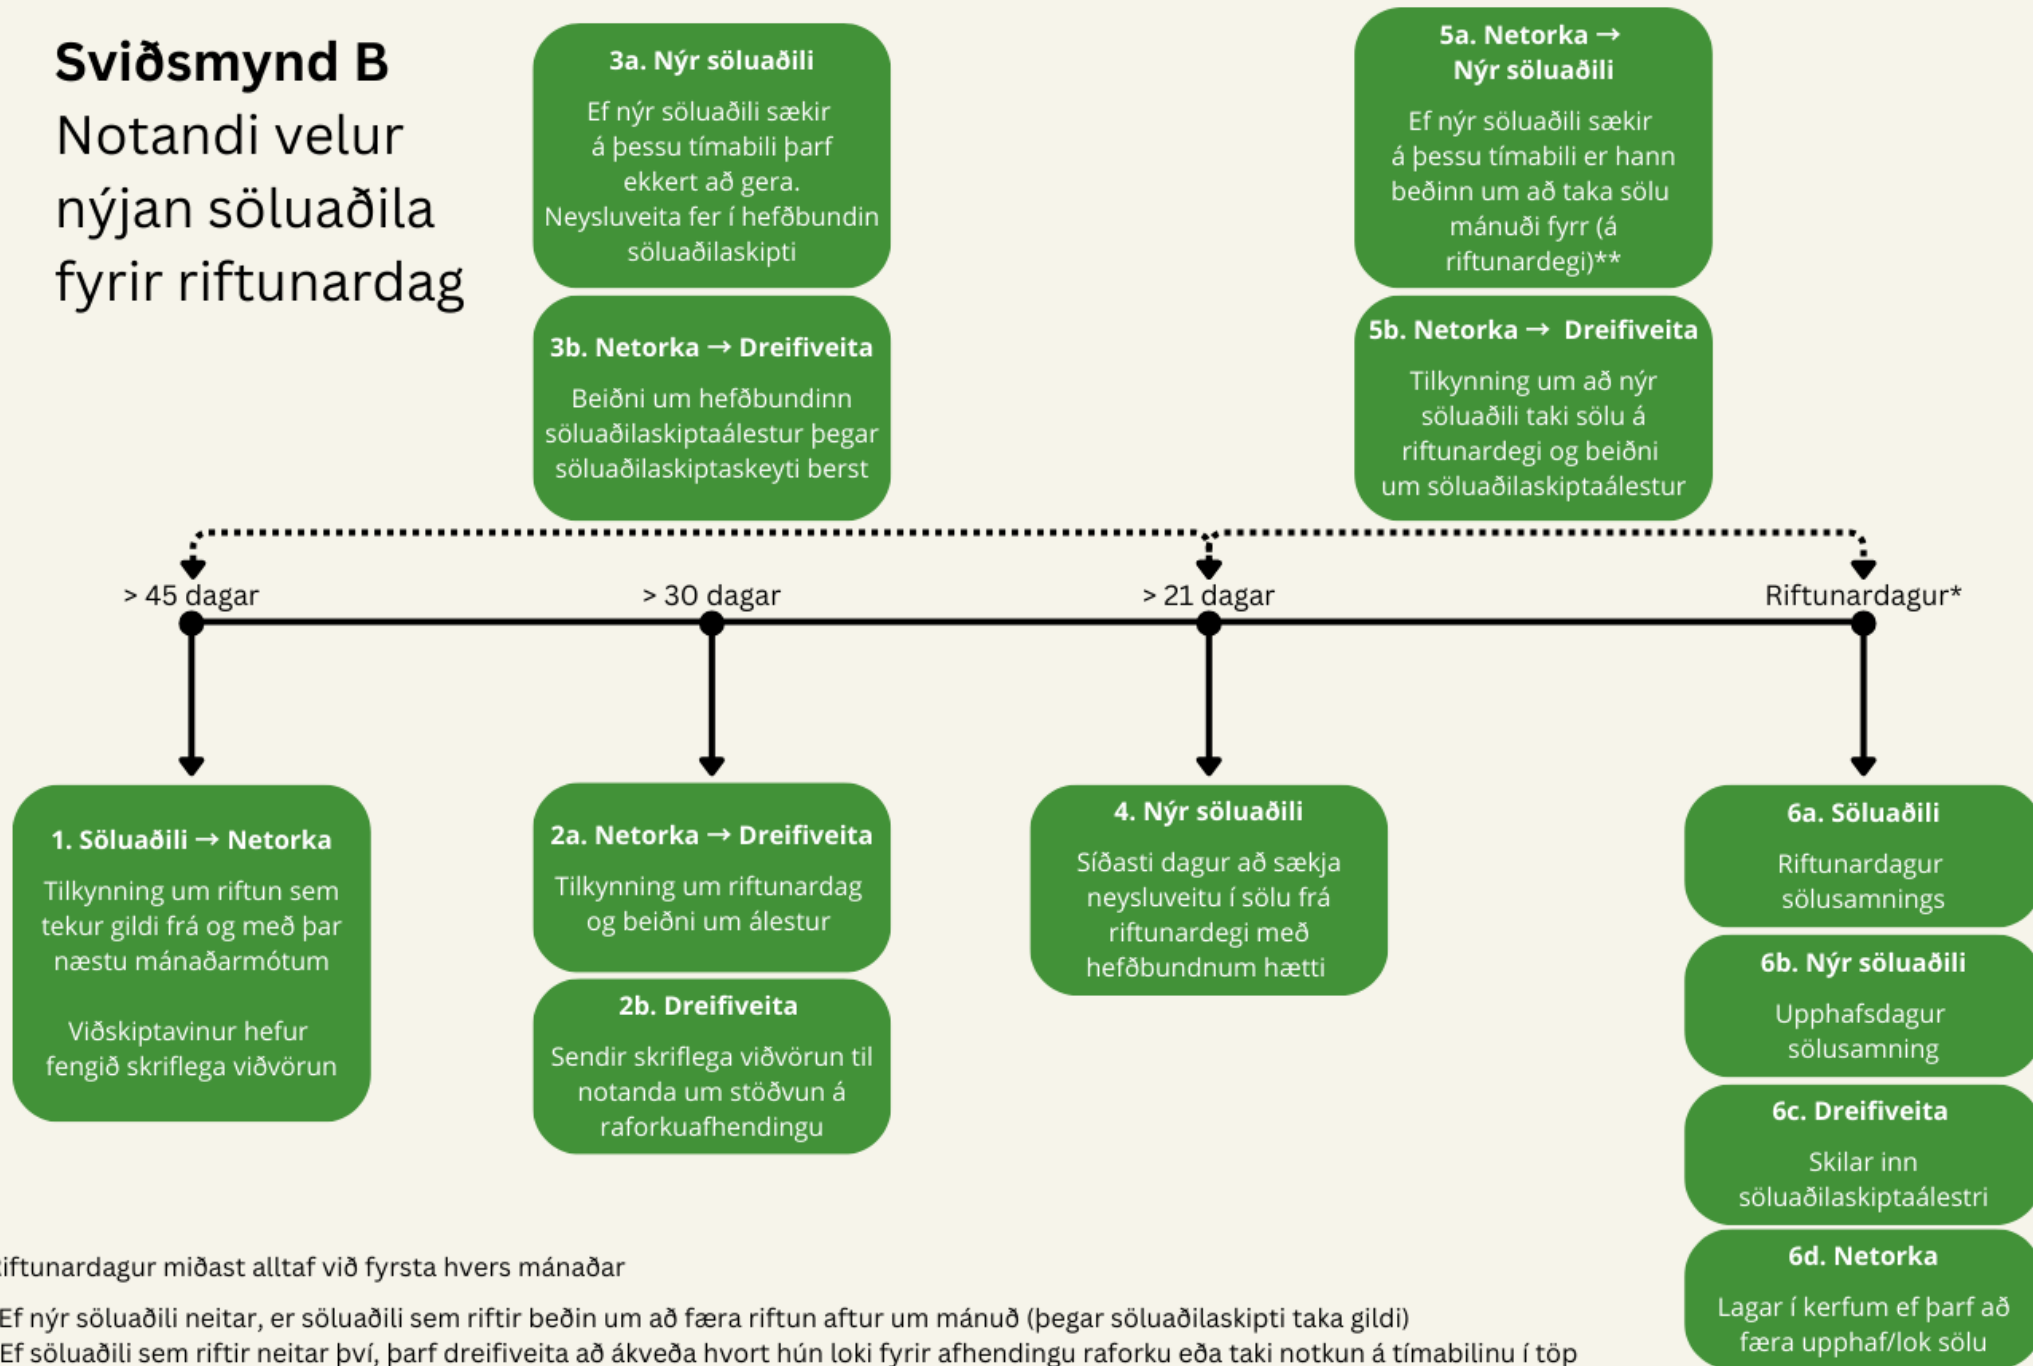 Sviðsmynd B
Notandi velur
nýjan söluaðila
fyrir riftunardag
3a. Nýr söluaðili
Ef nýr söluaðili sækir
á þessu tímabili þarf
ekkert að gera.
Neysluveita fer í hefðbundin
söluaðilaskipti
3b. Netorka → Dreifiveita
Beiðni um hefðbundinn
söluaðilaskiptaálestur þegar
söluaðilaskiptaskeyti berst
5a. Netorka →
Nýr söluaðili
Ef nýr söluaðili sækir
á þessu tímabili er hann
beðinn um að taka sölu
mánuði fyrr (á
riftunardegi)**
5b. Netorka → Dreifiveita
Tilkynning um að nýr
söluaðili taki sölu á
riftunardegi og beiðni
um söluaðilaskiptaálestur
> 45 dagar
> 30 dagar
> 21 dagar
Riftunardagur*
1. Söluaðili → Netorka
Tilkynning um riftun sem
tekur gildi frá og með þar
næstu mánaðarmótum
Viðskiptavinur hefur
fengið skriflega viðvörun
2a. Netorka → Dreifiveita
Tilkynning um riftunardag
og beiðni um álestur
2b. Dreifiveita
Sendir skriflega viðvörun til
notanda um stöðvun á
raforkuafhendingu
4. Nýr söluaðili
Síðasti dagur að sækja
neysluveitu í sölu frá
riftunardegi með
hefðbundnum hætti
6a. Söluaðili
Riftunardagur
sölusamnings
6b. Nýr söluaðili
Upphafsdagur
sölusamning
6c. Dreifiveita
Skilar inn
söluaðilaskiptaálestri
6d. Netorka
Lagar í kerfum ef þarf að
færa upphaf/lok sölu
iftunardagur miðast alltaf við fyrsta hvers mánaðar
Ef nýr söluaðili neitar, er söluaðili sem riftir beðin um að færa riftun aftur um mánuð (þegar söluaðilaskipti taka gildi)
Ef söluaðili sem riftir neitar því, þarf dreifiveita að ákveða hvort hún loki fyrir afhendingu raforku eða taki notkun á tímabilinu í töp